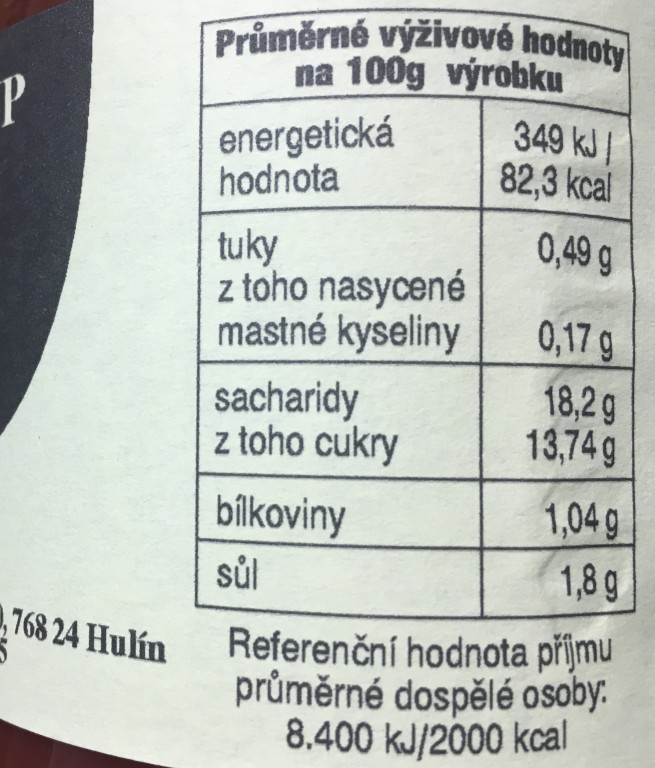 P
Průměrné výživové hodnoty
na 100g výrobku
energetická 349 kJ /
hodnota 82,3 kcal
tuky 0,49 g
z toho nasycené
mastné kyseliny 0,17 g
sacharidy 18,2 g
z toho cukry 13,74 g
bílkoviny 1,04 g
sůl 1,8 g
, 768 24 Hulín
5
Referenční hodnota příjmu
průměrné dospělé osoby:
8.400 kJ/2000 kcal